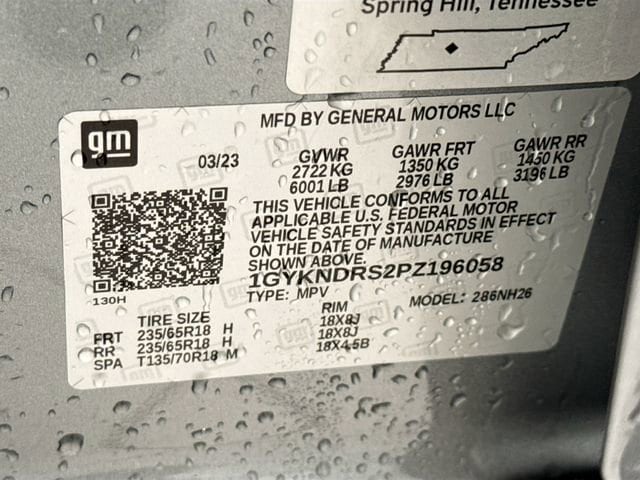 Spring Hill, Tennessee
gm
MFD BY GENERAL MOTORS LLC
03/23
GVWR GAWR FRT GAWR RR
2722 KG 1350 KG 1450 KG
6001 LB 2976 LB 3196 LB
THIS VEHICLE CONFORMS TO ALL
APPLICABLE U.S. FEDERAL MOTOR
VEHICLE SAFETY STANDARDS IN EFFECT
ON THE DATE OF MANUFACTURE
SHOWN ABOVE.
1GYKNDRS2PZ196058
TYPE: MPV MODEL: 286NH26
130H
TIRE SIZE RIM
FRT 235/65R18 H 18X8J
RR 235/65R18 H 18X8J
SPA T135/70R18 M 18X4.5B